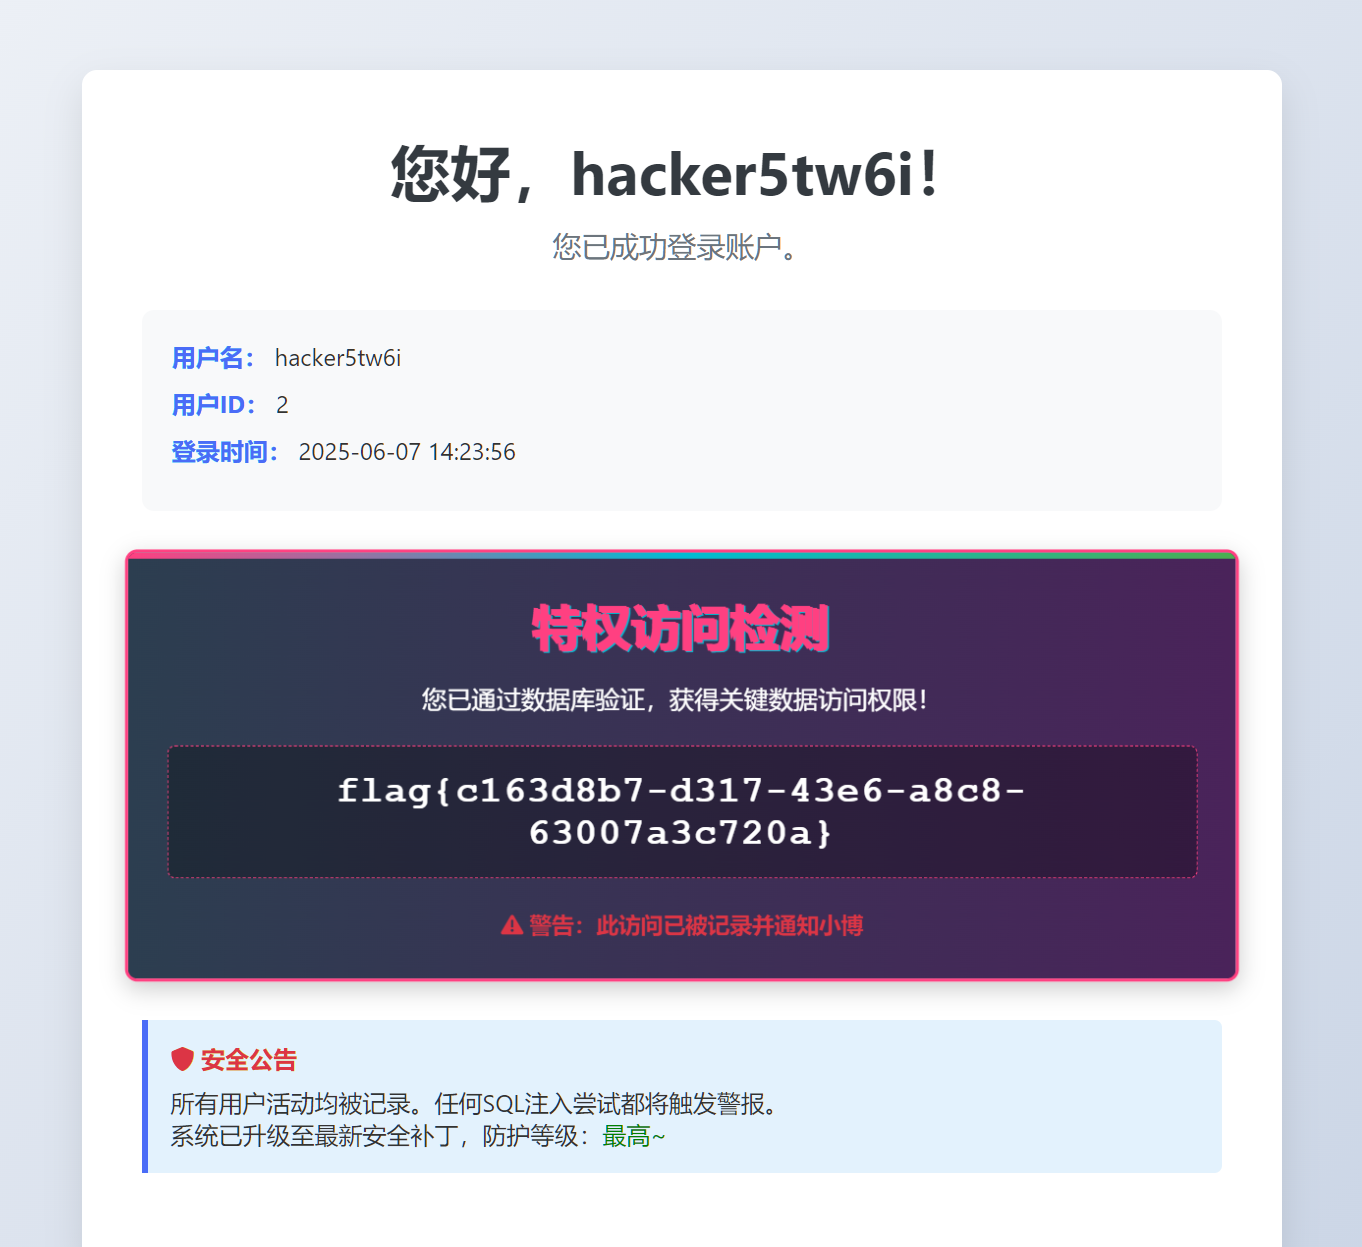 您好，hacker5tw6i！
您已成功登录账户。
用户名： hacker5tw6i
用户ID： 2
登录时间： 2025-06-07 14:23:56
特权访问检测
您已通过数据库验证，获得关键数据访问权限！
flag{c163d8b7-d317-43e6-a8c8-
63007a3c720a}
警告：此访问已被记录并通知小博
安全公告
所有用户活动均被记录。任何SQL注入尝试都将触发警报。
系统已升级至最新安全补丁，防护等级：最高~